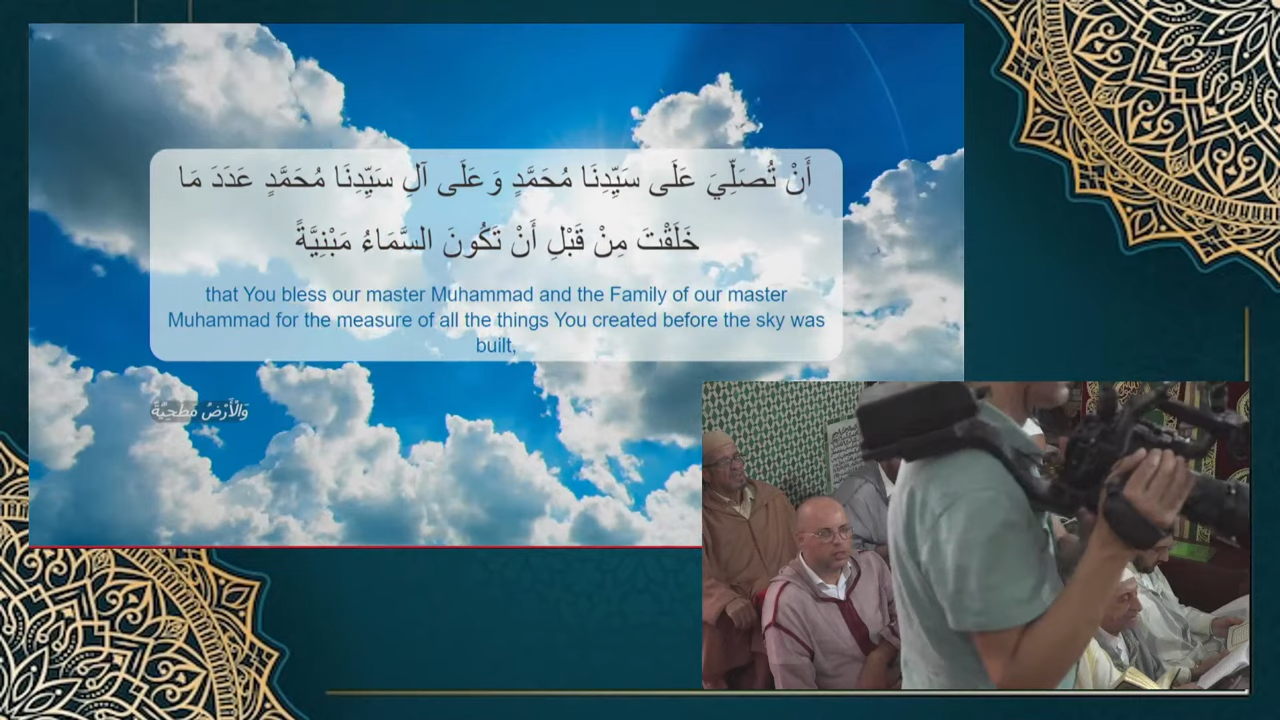 أَنْ تُصَلِّيَ عَلَى سَيِّدِنَا مُحَمَّدٍ وَعَلَى آلِ سَيِّدِنَا مُحَمَّدٍ عَدَدَ مَا
خَلَقْتَ مِنْ قَبْلِ أَنْ تَكُونَ السَّمَاءُ مَبْنِيَّةً
that You bless our master Muhammad and the Family of our master
Muhammad for the measure of all the things You created before the sky was
built,
وَالْأَرْضُ مَطْحِيَّةً